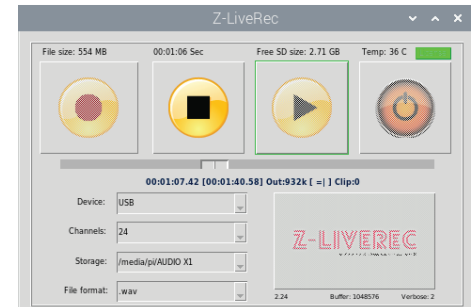 Z-LiveRec
File size: 554 MB 00:01:06 Sec Free SD size: 2.71 GB Temp: 36 C
00:01:07.42 [00:01:40.58] Out:932k [ =| ] Clip:0
Device: USB
Channels: 24
Storage: /media/pi/AUDIO X1
File format: .wav
Z-LIVEREC
2.24 Buffer: 1048576 Verbose: 2